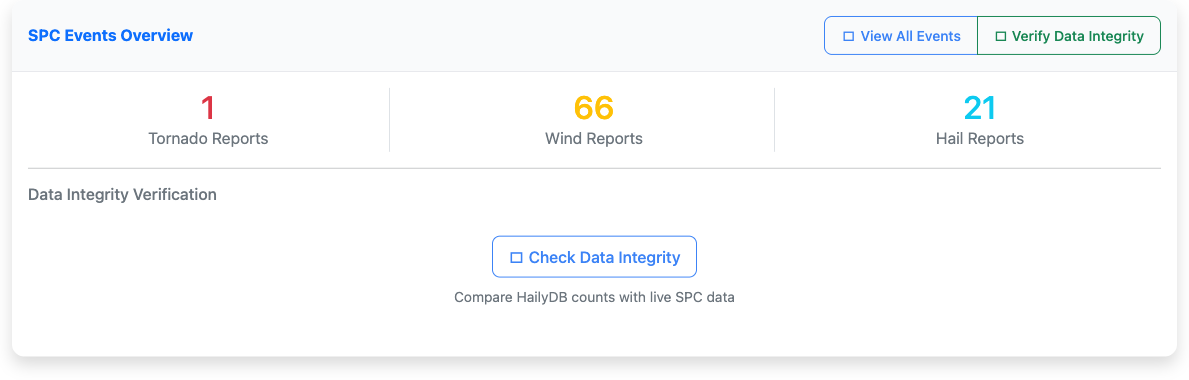 SPC Events Overview
View All Events
Verify Data Integrity
1
Tornado Reports
66
Wind Reports
21
Hail Reports
Data Integrity Verification
Check Data Integrity
Compare HailyDB counts with live SPC data